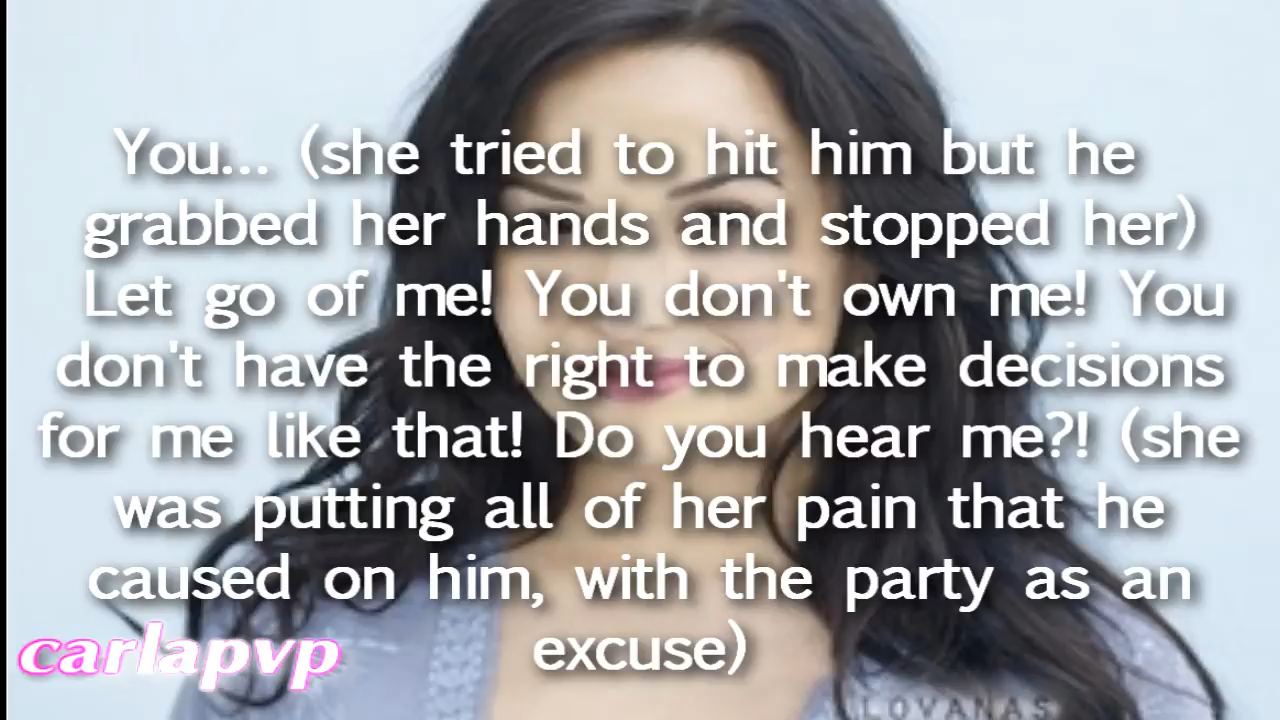 You... (she tried to hit him but he
grabbed her hands and stopped her)
Let go of me! You don't own me! You
don't have the right to make decisions
for me like that! Do you hear me?! (she
was putting all of her pain that he
caused on him, with the party as an
excuse)
carlapvp
LOVANAS